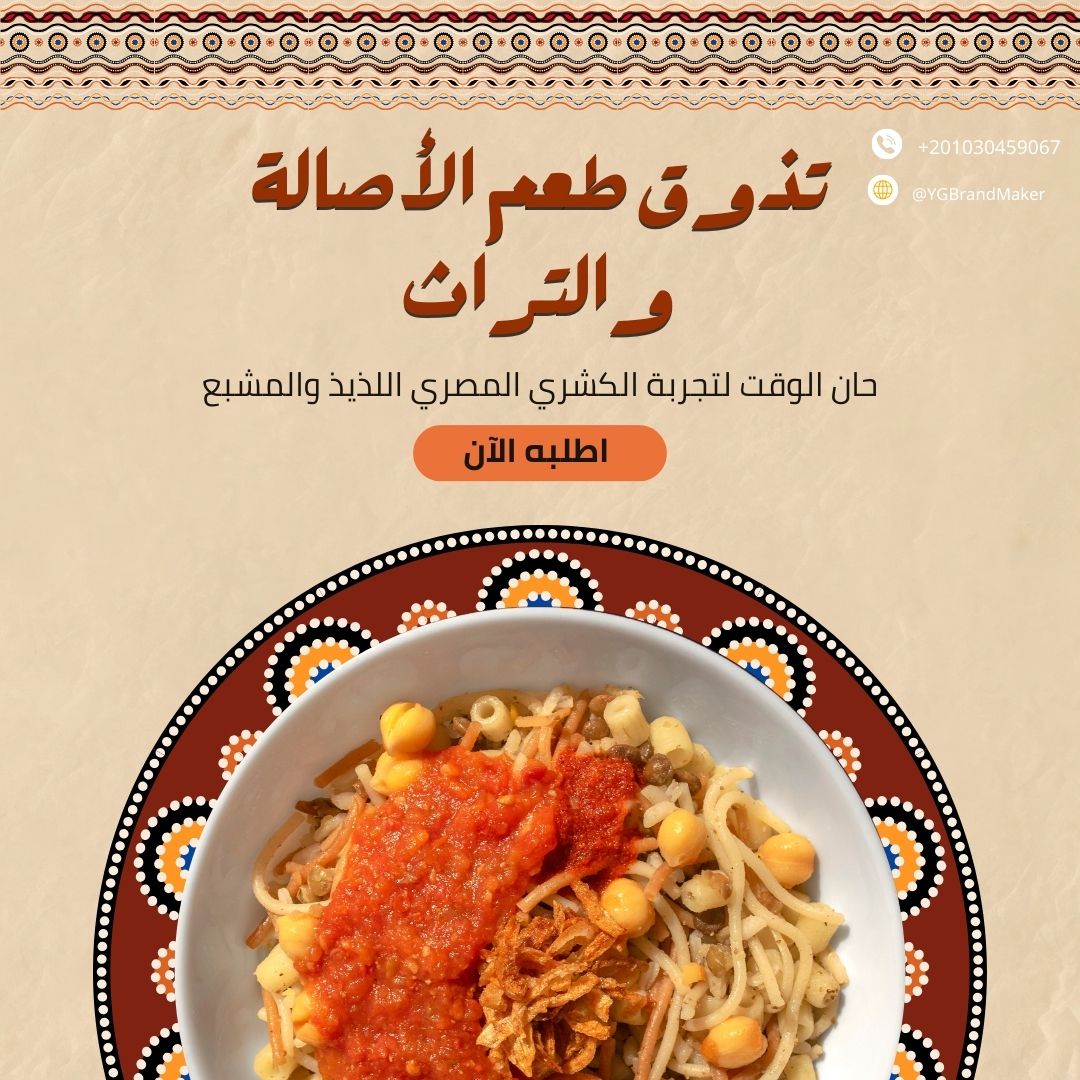 تذوق طعم الأصالة
والتراث
+201030459067
@YGBrandMaker
حان الوقت لتجربة الكشري المصري اللذيذ والمشبع
اطلبه الآن